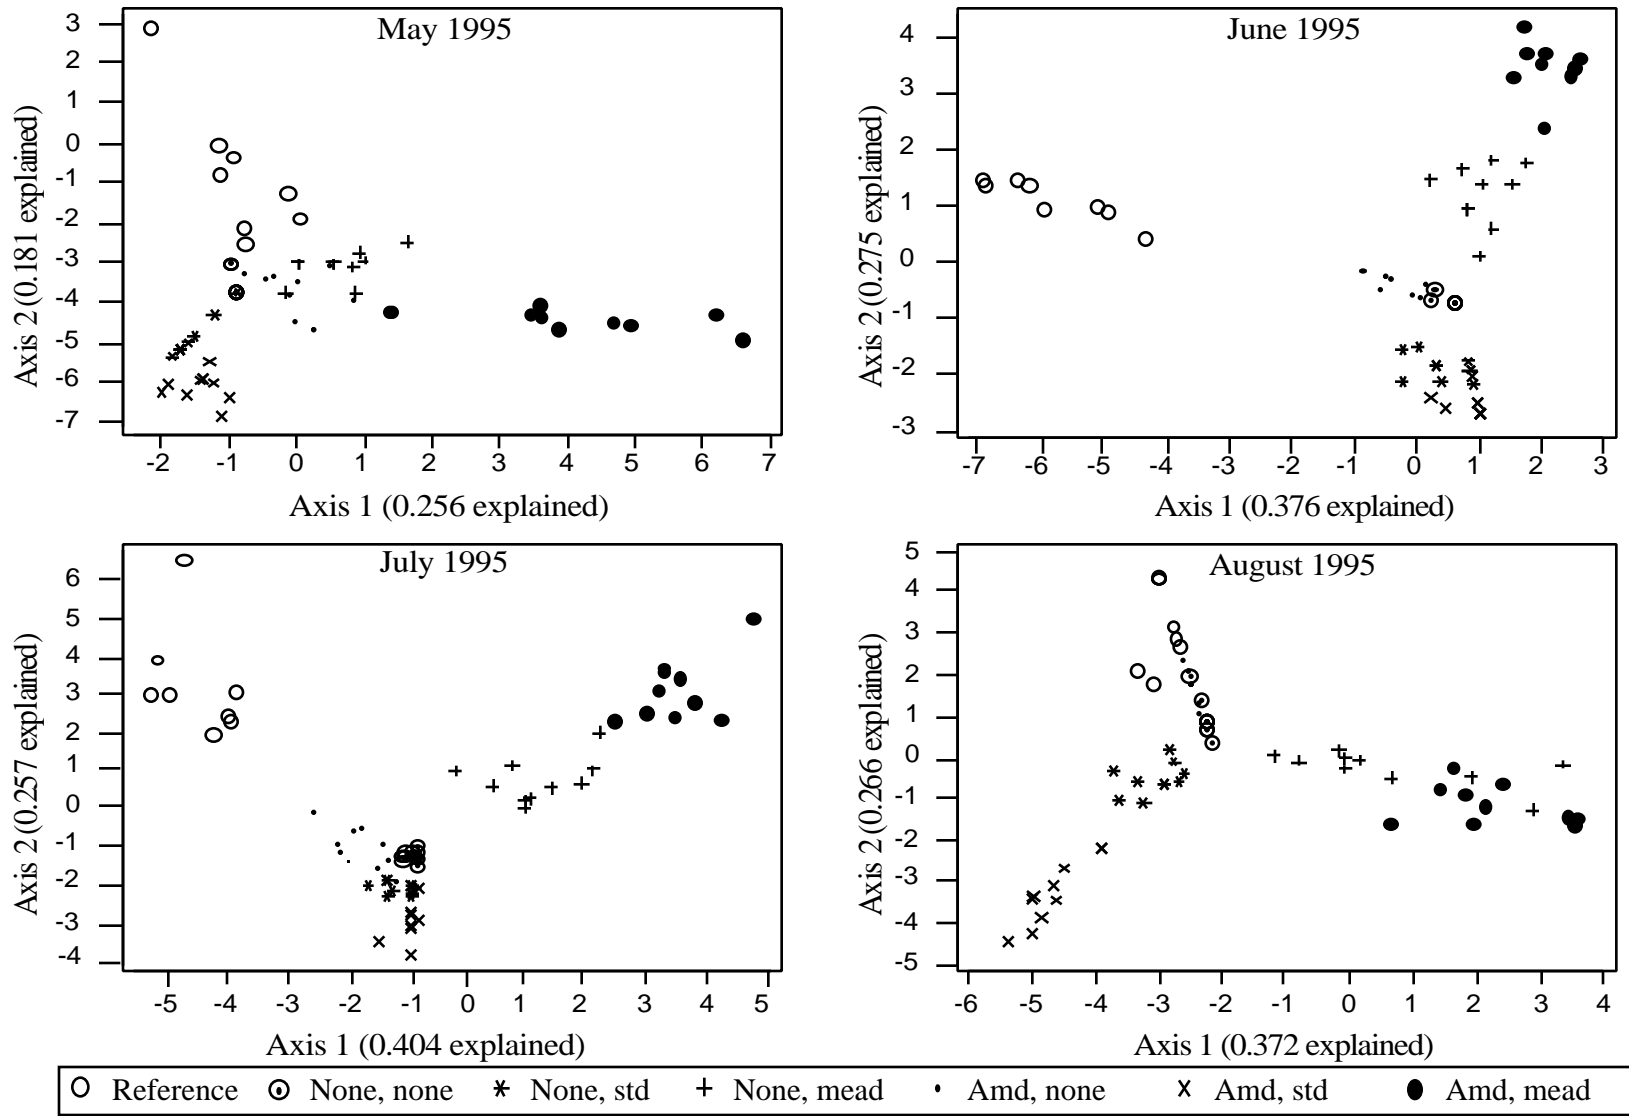 May 1995
3
2
1
0
-1
-2
-3
-4
-5
-6
-7
Axis 2 (0.181 explained)
-2 -1 0 1 2 3 4 5 6 7
Axis 1 (0.256 explained)
June 1995
4
3
2
1
0
-1
-2
-3
Axis 2 (0.275 explained)
-7 -6 -5 -4 -3 -2 -1 0 1 2 3
Axis 1 (0.376 explained)
July 1995
6
5
4
3
2
1
0
-1
-2
-3
-4
Axis 2 (0.257 explained)
-5 -4 -3 -2 -1 0 1 2 3 4 5
Axis 1 (0.404 explained)
August 1995
5
4
3
2
1
0
-1
-2
-3
-4
-5
Axis 2 (0.266 explained)
-6 -5 -4 -3 -2 -1 0 1 2 3 4
Axis 1 (0.372 explained)
Reference None, none None, std None, mead Amd, none Amd, std Amd, mead